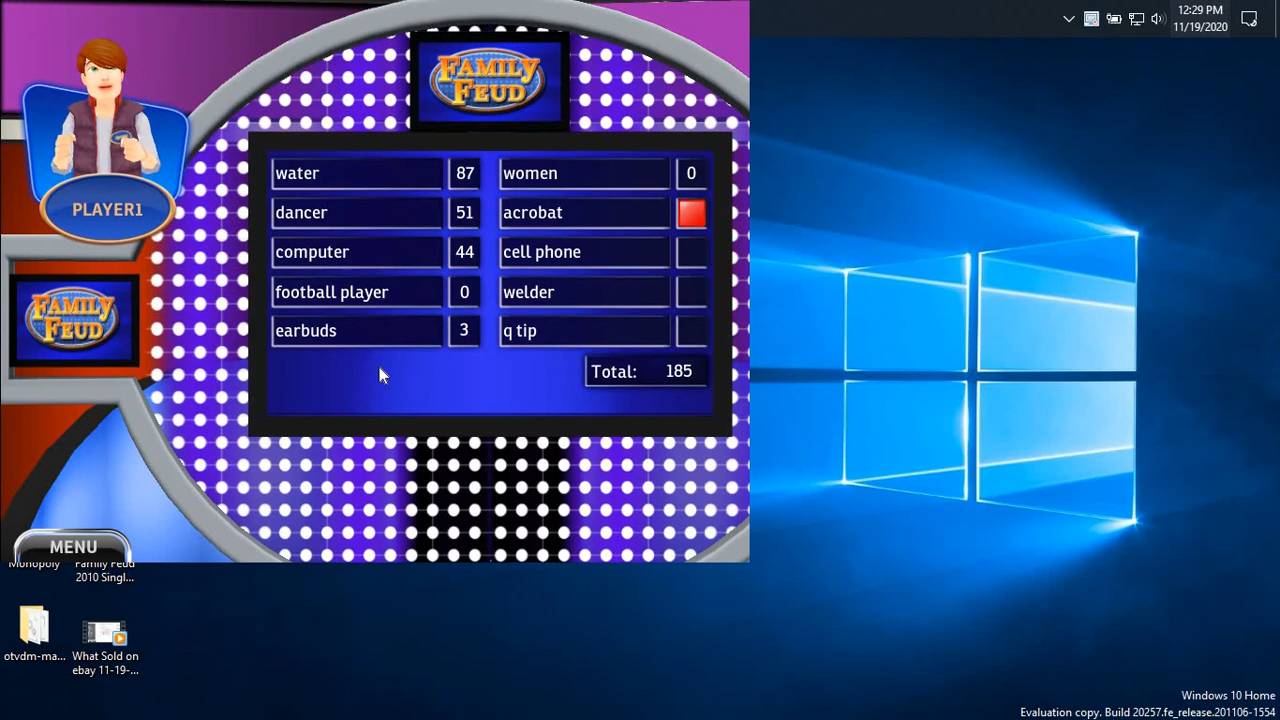 12:29 PM
11/19/2020
FAMILY
FEUD
PLAYER1
FAMILY
FEUD
water 87 women 0
dancer 51 acrobat
computer 44 cell phone
football player 0 welder
earbuds 3 q tip
Total: 185
MENU
Monopoly
Family Feud
2010 Singl...
otvdm-ma...
What Sold on
ebay 11-19-...
Windows 10 Home
Evaluation copy. Build 20257.fe_release.201106-1554